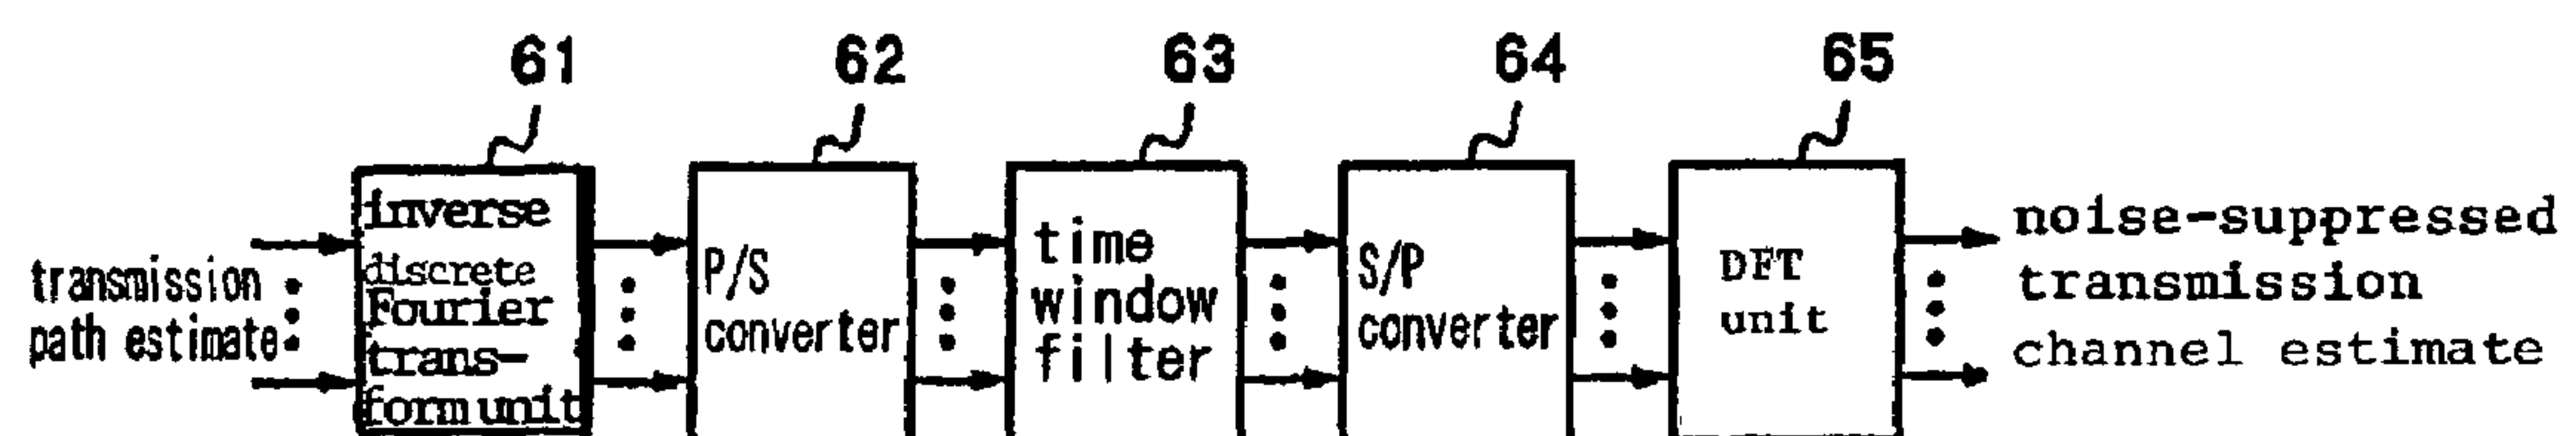 61
62
63
64
65
transmission
path estimate
inverse
discrete
Fourier
trans-
form unit
P/S
converter
time
window
filter
S/P
converter
DFT
unit
noise-suppressed
transmission
channel estimate